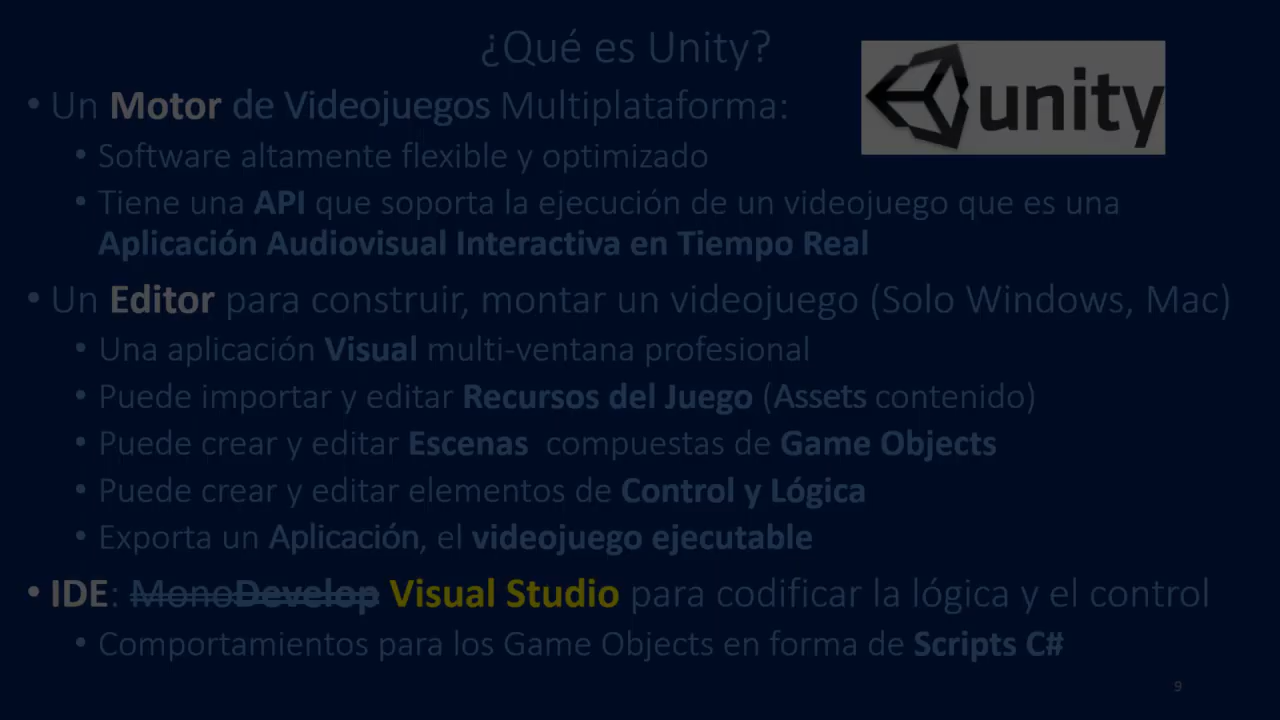 ¿Qué es Unity?
unity
• Un Motor de Videojuegos Multiplataforma:
• Software altamente flexible y optimizado
• Tiene una API que soporta la ejecución de un videojuego que es una
Aplicación Audiovisual Interactiva en Tiempo Real
• Un Editor para construir, montar un videojuego (Solo Windows, Mac)
• Una aplicación Visual multi-ventana profesional
• Puede importar y editar Recursos del Juego (Assets contenido)
• Puede crear y editar Escenas compuestas de Game Objects
• Puede crear y editar elementos de Control y Lógica
• Exporta un Aplicación, el videojuego ejecutable
• IDE: MonoDevelop Visual Studio para codificar la lógica y el control
• Comportamientos para los Game Objects en forma de Scripts C#
9